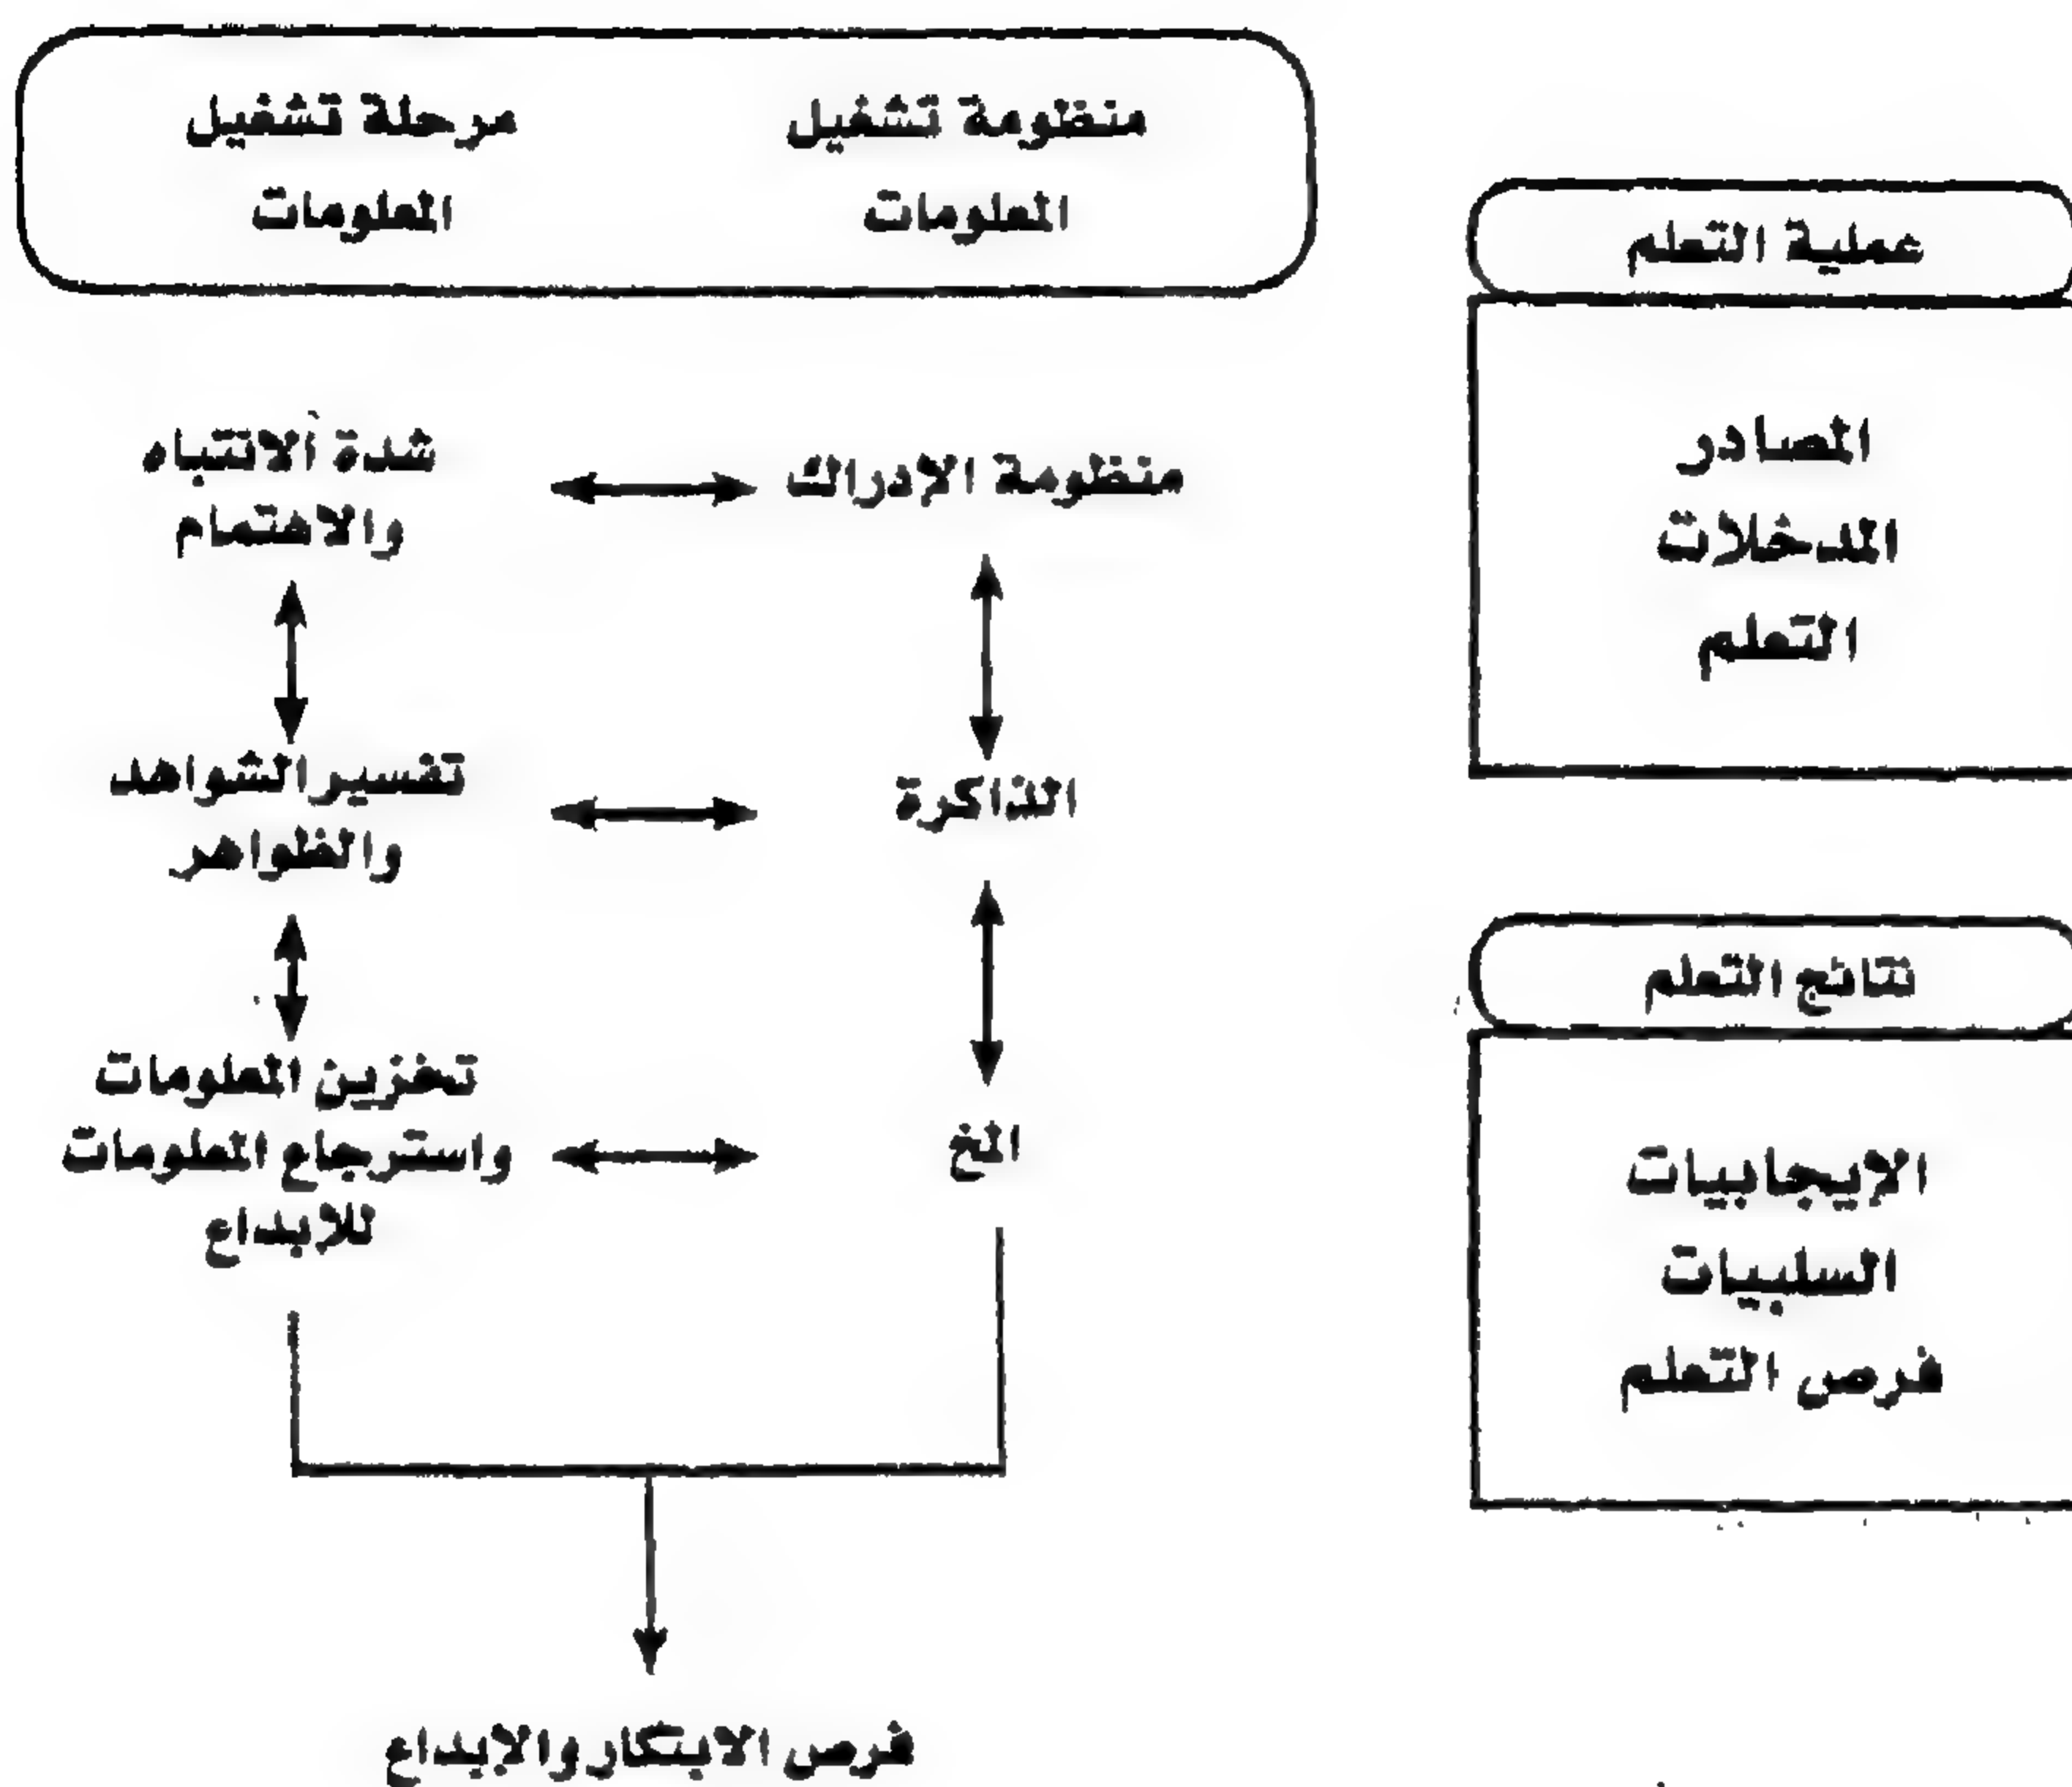 عملية التعلم
المصادر
المدخلات
التعلم
نتائج التعلم
الإيجابيات
السلبيات
فرص التعلم
منظومة تشغيل
المعلومات
مرحلة تشغيل
المعلومات
منظومة الإدراك
شدة الانتباه
والاهتمام
الذاكرة
تفسير الشواهد
والظواهر
المخ
تخزين المعلومات
واسترجاع المعلومات
للابداع
فرص الابتكار والإبداع